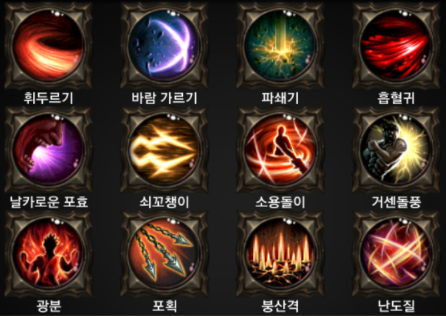 휘두르기
바람 가르기
파쇄기
흡혈귀
날카로운 포효
쇠꼬챙이
소용돌이
거센돌풍
광분
포획
붕산격
난도질